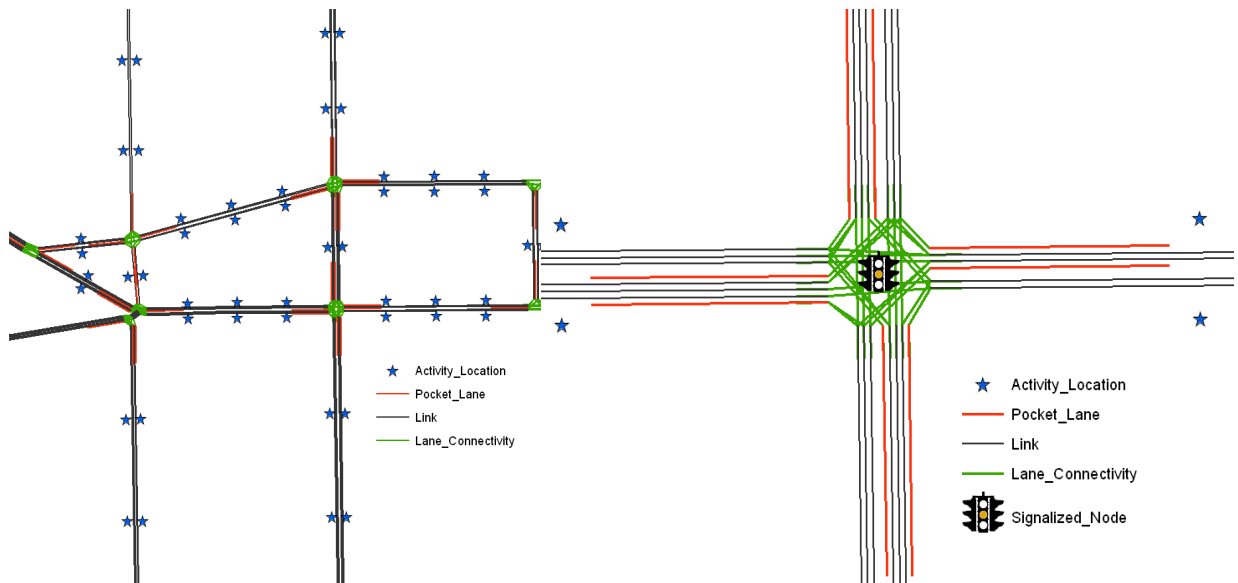 Activity_Location
Pocket_Lane
Link
Lane_Connectivity
Activity_Location
Pocket_Lane
Link
Lane_Connectivity
Signalized_Node